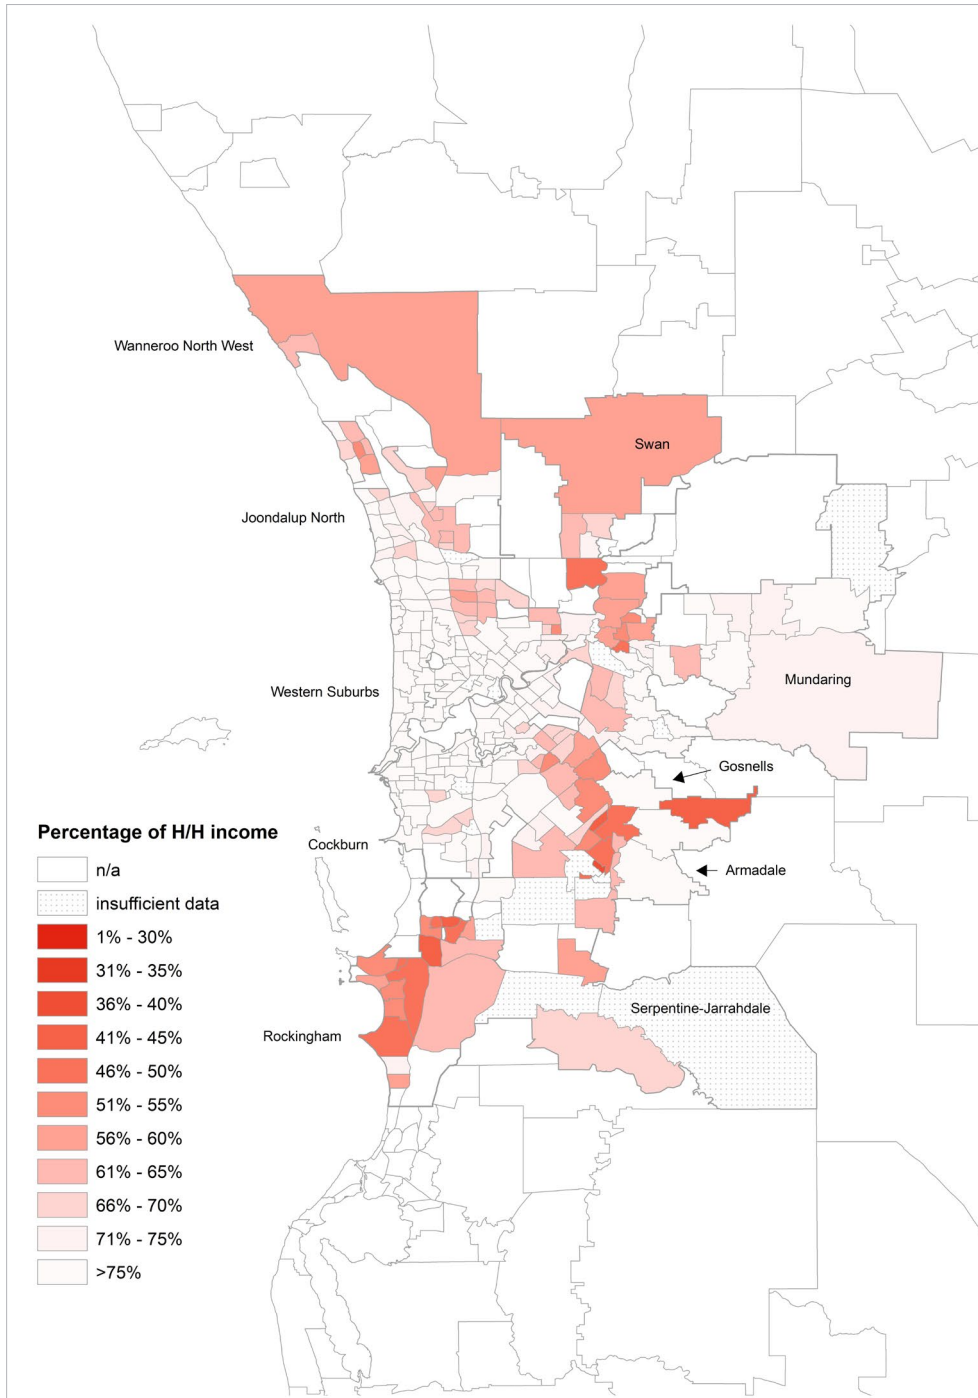 Wanneroo North West
Swan
Joondalup North
Mundaring
Western Suburbs
Gosnells
Percentage of H/H income
Cockburn
Armadale
n/a
insufficient data
1% - 30%
31% - 35%
36% - 40%
41% - 45%
46% - 50%
51% - 55%
56% - 60%
61% - 65%
66% - 70%
71% - 75%
>75%
Serpentine-Jarrahdale
Rockingham